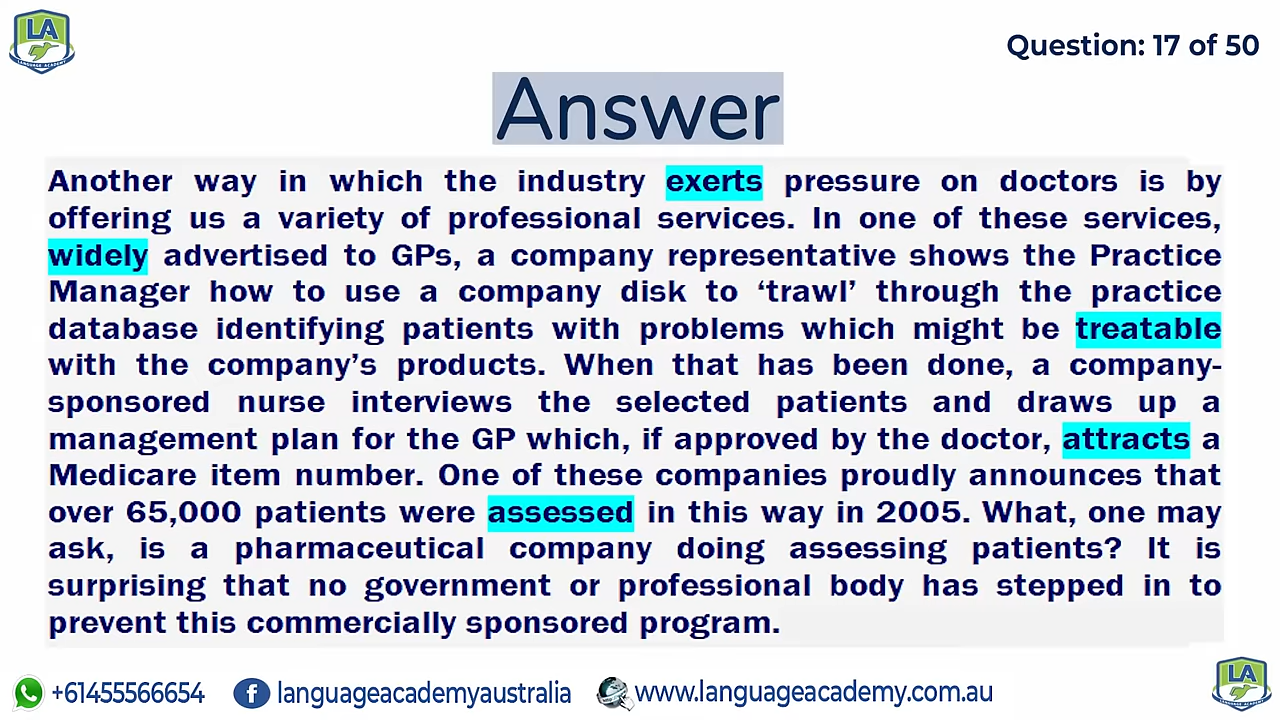 LA
LANGUAGE ACADEMY
Question: 17 of 50
Answer
Another way in which the industry exerts pressure on doctors is by
offering us a variety of professional services. In one of these services,
widely advertised to GPs, a company representative shows the Practice
Manager how to use a company disk to ‘trawl’ through the practice
database identifying patients with problems which might be treatable
with the company’s products. When that has been done, a company-
sponsored nurse interviews the selected patients and draws up a
management plan for the GP which, if approved by the doctor, attracts a
Medicare item number. One of these companies proudly announces that
over 65,000 patients were assessed in this way in 2005. What, one may
ask, is a pharmaceutical company doing assessing patients? It is
surprising that no government or professional body has stepped in to
prevent this commercially sponsored program.
+61455566654 languageacademyaustralia www.languageacademy.com.au
LA